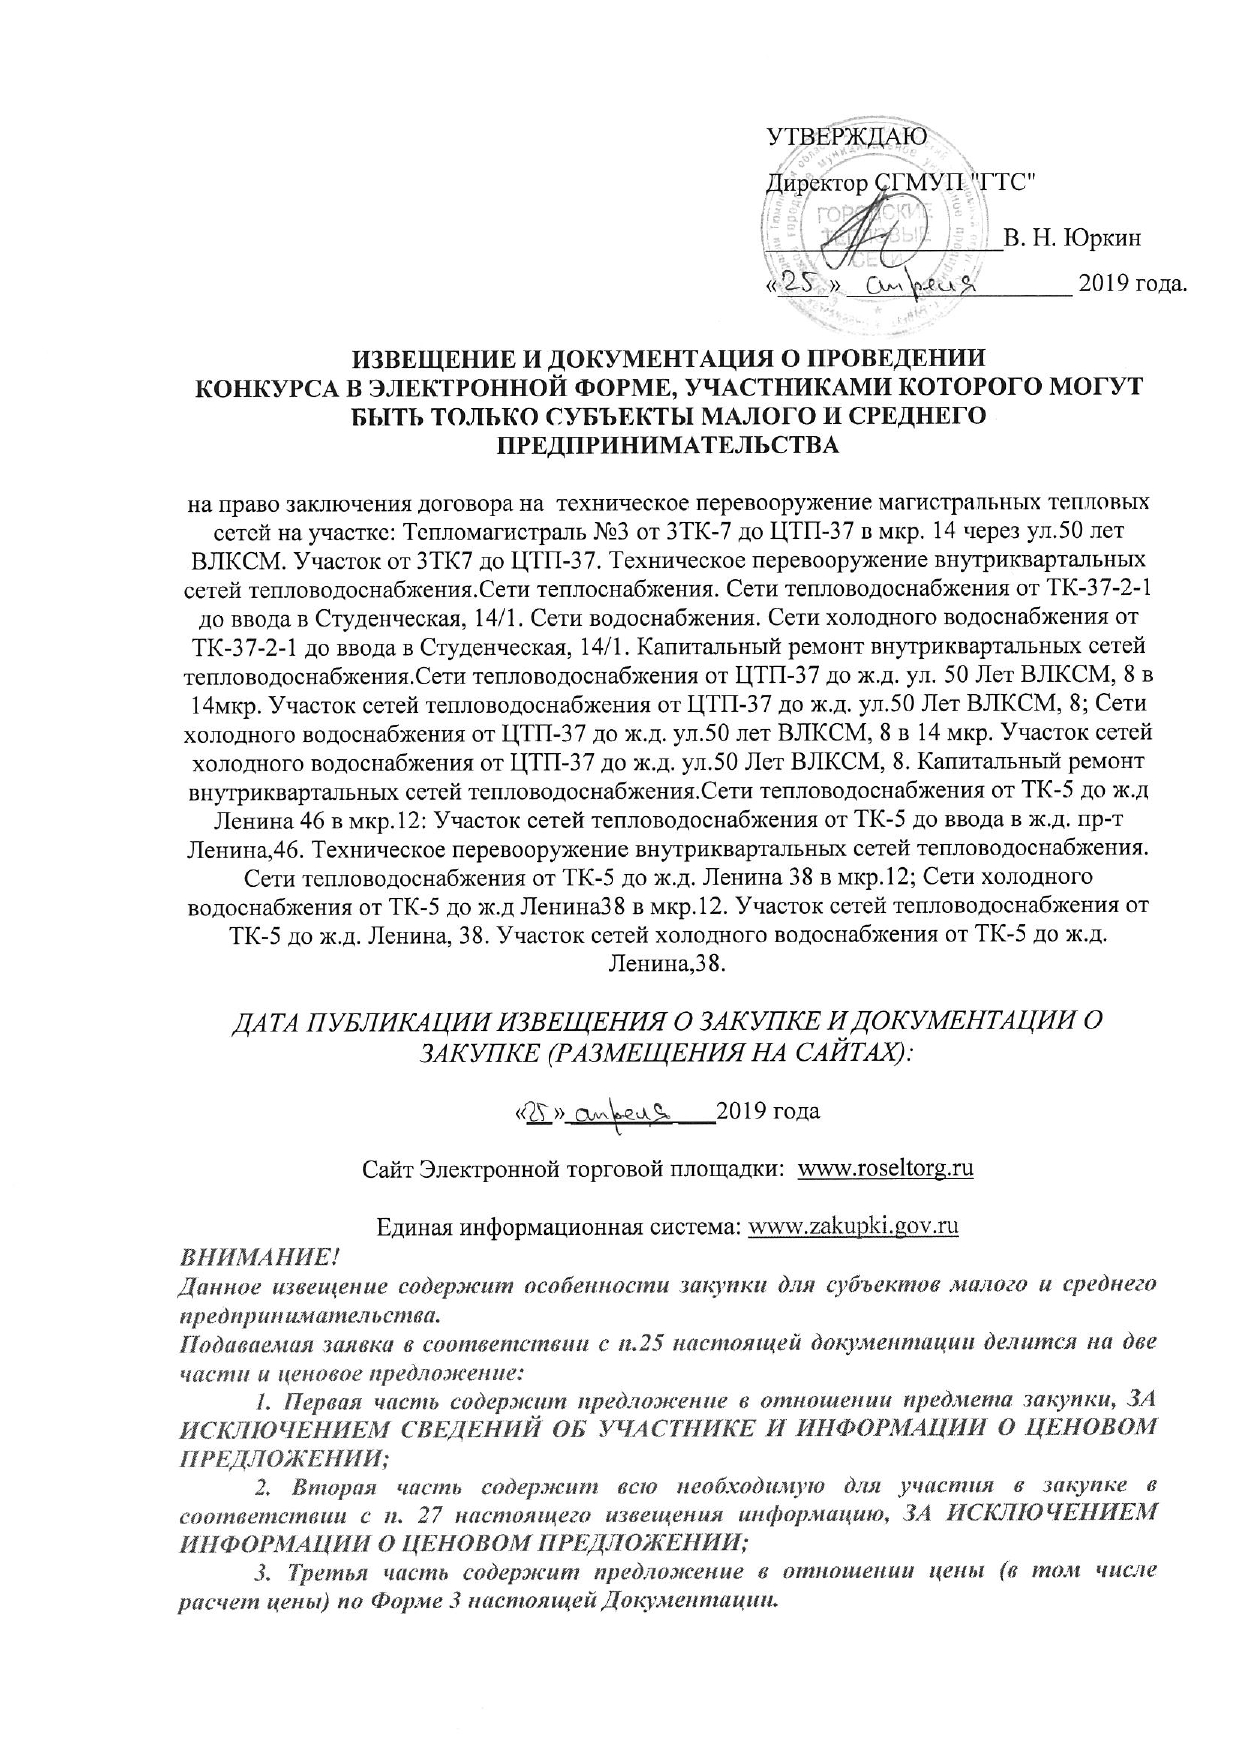 УТВЕРЖДАЮ
Директор СГМУП "ГТС"
ГОРОДСКИЕ
ТЕПЛОВЫЕ
СЕТИ
В. Н. Юркин
«25» апреля 2019 года.
ИЗВЕЩЕНИЕ И ДОКУМЕНТАЦИЯ О ПРОВЕДЕНИИ
КОНКУРСА В ЭЛЕКТРОННОЙ ФОРМЕ, УЧАСТНИКАМИ КОТОРОГО МОГУТ
БЫТЬ ТОЛЬКО СУБЪЕКТЫ МАЛОГО И СРЕДНЕГО
ПРЕДПРИНИМАТЕЛЬСТВА
на право заключения договора на техническое перевооружение магистральных тепловых
сетей на участке: Тепломагистраль №3 от 3ТК-7 до ЦТП-37 в мкр. 14 через ул.50 лет
ВЛКСМ. Участок от 3ТК7 до ЦТП-37. Техническое перевооружение внутриквартальных
сетей тепловодоснабжения.Сети теплоснабжения. Сети тепловодоснабжения от ТК-37-2-1
до ввода в Студенческая, 14/1. Сети водоснабжения. Сети холодного водоснабжения от
ТК-37-2-1 до ввода в Студенческая, 14/1. Капитальный ремонт внутриквартальных сетей
тепловодоснабжения.Сети тепловодоснабжения от ЦТП-37 до ж.д. ул. 50 Лет ВЛКСМ, 8 в
14мкр. Участок сетей тепловодоснабжения от ЦТП-37 до ж.д. ул.50 Лет ВЛКСМ, 8; Сети
холодного водоснабжения от ЦТП-37 до ж.д. ул.50 лет ВЛКСМ, 8 в 14 мкр. Участок сетей
холодного водоснабжения от ЦТП-37 до ж.д. ул.50 Лет ВЛКСМ, 8. Капитальный ремонт
внутриквартальных сетей тепловодоснабжения.Сети тепловодоснабжения от ТК-5 до ж.д
Ленина 46 в мкр.12: Участок сетей тепловодоснабжения от ТК-5 до ввода в ж.д. пр-т
Ленина,46. Техническое перевооружение внутриквартальных сетей тепловодоснабжения.
Сети тепловодоснабжения от ТК-5 до ж.д. Ленина 38 в мкр.12; Сети холодного
водоснабжения от ТК-5 до ж.д Ленина38 в мкр.12. Участок сетей тепловодоснабжения от
ТК-5 до ж.д. Ленина, 38. Участок сетей холодного водоснабжения от ТК-5 до ж.д.
Ленина,38.
ДАТА ПУБЛИКАЦИИ ИЗВЕЩЕНИЯ О ЗАКУПКЕ И ДОКУМЕНТАЦИИ О
ЗАКУПКЕ (РАЗМЕЩЕНИЯ НА САЙТАХ):
«25» апреля 2019 года
Сайт Электронной торговой площадки: www.roseltorg.ru
Единая информационная система: www.zakupki.gov.ru
ВНИМАНИЕ!
Данное извещение содержит особенности закупки для субъектов малого и среднего
предпринимательства.
Подаваемая заявка в соответствии с п.25 настоящей документации делится на две
части и ценовое предложение:
1. Первая часть содержит предложение в отношении предмета закупки, ЗА
ИСКЛЮЧЕНИЕМ СВЕДЕНИЙ ОБ УЧАСТНИКЕ И ИНФОРМАЦИИ О ЦЕНОВОМ
ПРЕДЛОЖЕНИИ;
2. Вторая часть содержит всю необходимую для участия в закупке в
соответствии с п. 27 настоящего извещения информацию, ЗА ИСКЛЮЧЕНИЕМ
ИНФОРМАЦИИ О ЦЕНОВОМ ПРЕДЛОЖЕНИИ;
3. Третья часть содержит предложение в отношении цены (в том числе
расчет цены) по Форме 3 настоящей Документации.